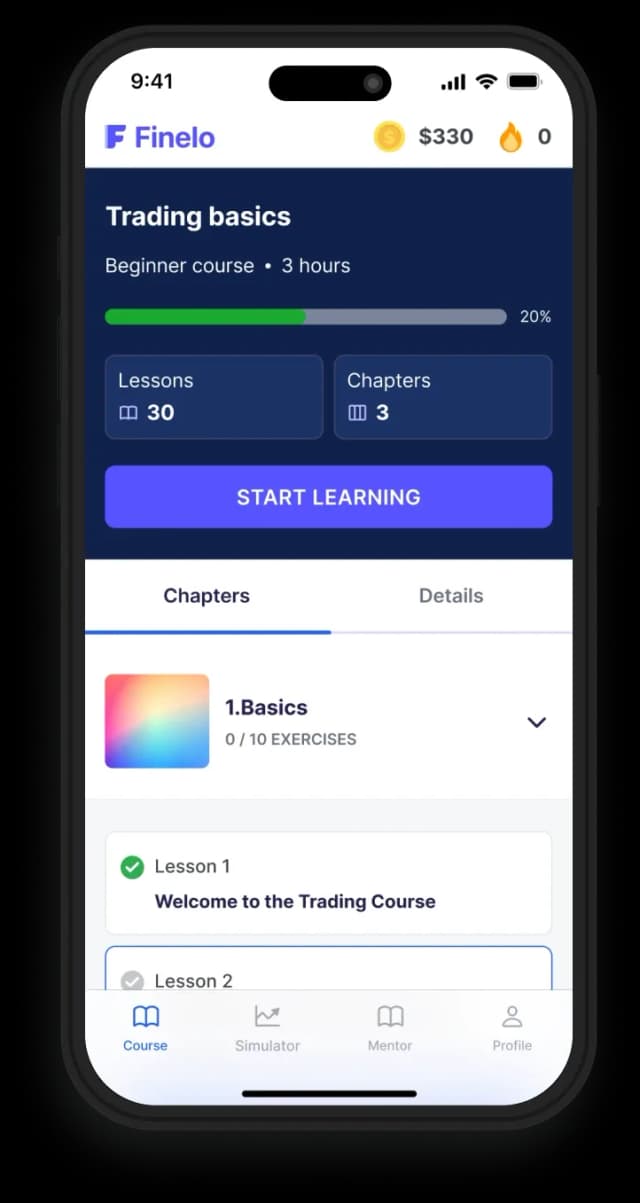 9:41
Finelo $330 0
Trading basics
Beginner course • 3 hours
20%
Lessons
30
Chapters
3
START LEARNING
Chapters Details
1.Basics
0 / 10 EXERCISES
Lesson 1
Welcome to the Trading Course
Lesson 2
Course Simulator Mentor Profile